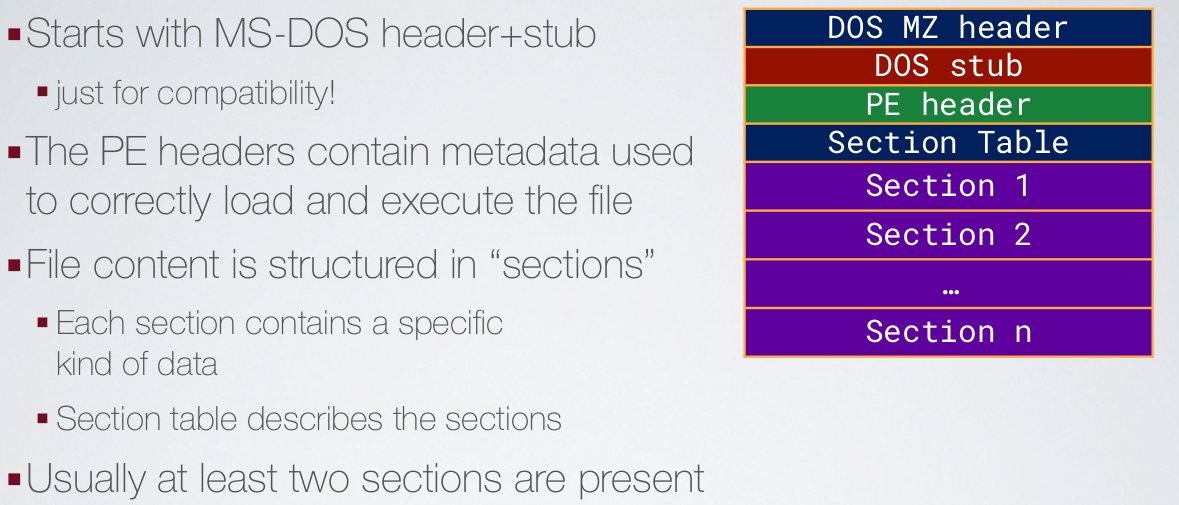 Starts with MS-DOS header+stub
just for compatibility!
The PE headers contain metadata used
to correctly load and execute the file
File content is structured in “sections”
Each section contains a specific
kind of data
Section table describes the sections
Usually at least two sections are present
DOS MZ header
DOS stub
PE header
Section Table
Section 1
Section 2
…
Section n